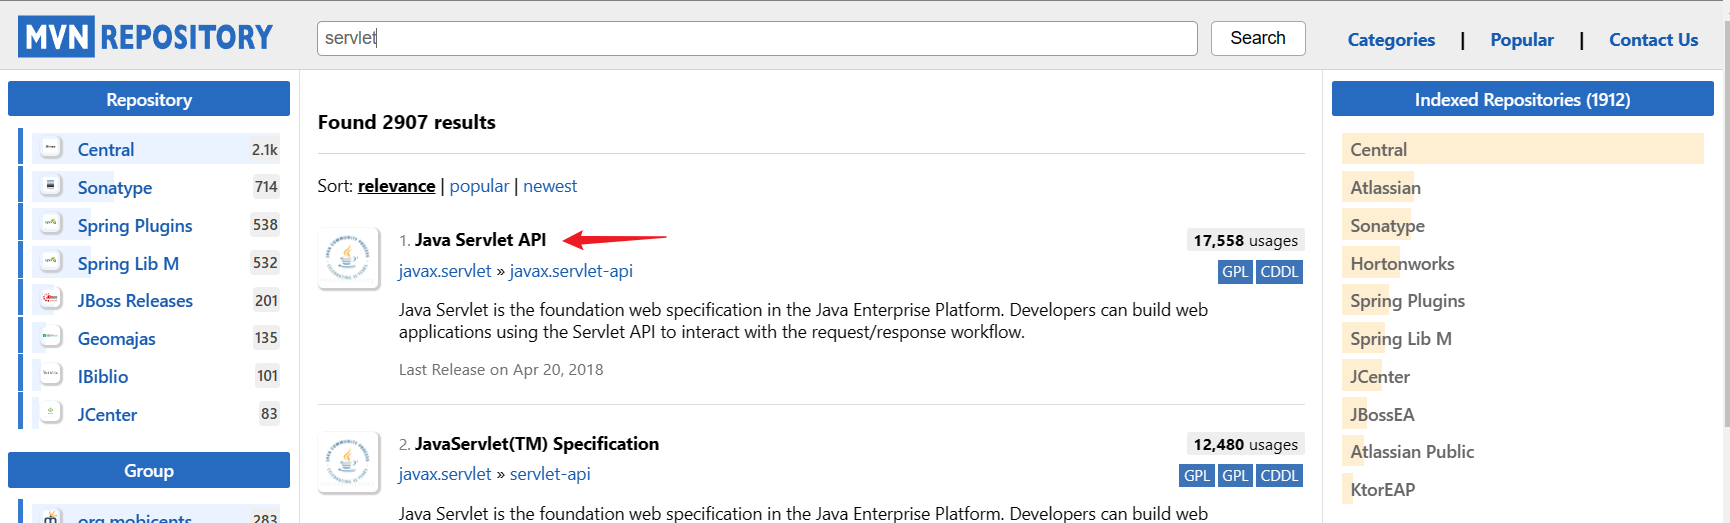 MVN REPOSITORY
servlet
Search
Categories | Popular | Contact Us
Repository
Central 2.1k
Sonatype 714
Spring Plugins 538
Spring Lib M 532
JBoss Releases 201
Geomajas 135
IBiblio 101
JCenter 83
Group
org.mobicents 283
Found 2907 results
Sort: relevance | popular | newest
1. Java Servlet API
17,558 usages
javax.servlet » javax.servlet-api
GPL CDDL
Java Servlet is the foundation web specification in the Java Enterprise Platform. Developers can build web
applications using the Servlet API to interact with the request/response workflow.
Last Release on Apr 20, 2018
2. JavaServlet(TM) Specification
12,480 usages
javax.servlet » servlet-api
GPL GPL CDDL
Java Servlet is the foundation web specification in the Java Enterprise Platform. Developers can build web
Indexed Repositories (1912)
Central
Atlassian
Sonatype
Hortonworks
Spring Plugins
Spring Lib M
JCenter
JBossEA
Atlassian Public
KtorEAP